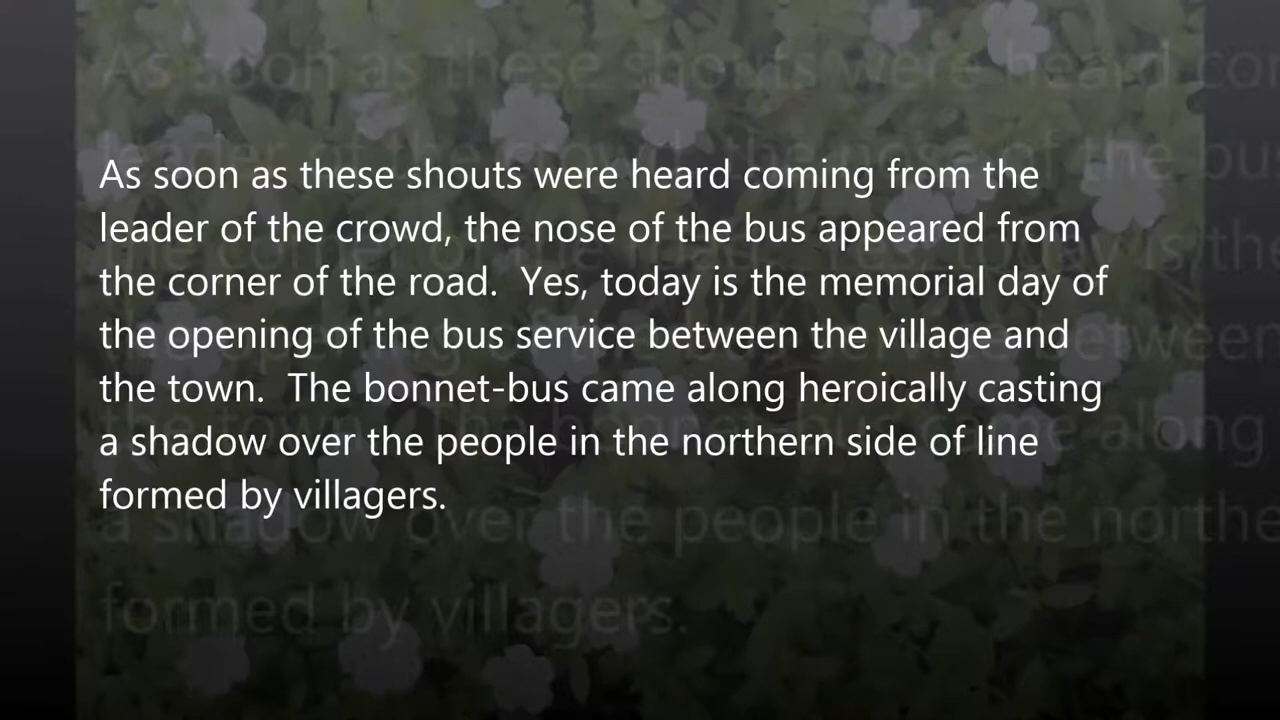 As soon as these shouts were heard coming from the
leader of the crowd, the nose of the bus appeared from
the corner of the road.  Yes, today is the memorial day of
the opening of the bus service between the village and
the town.  The bonnet-bus came along heroically casting
a shadow over the people in the northern side of line
formed by villagers.